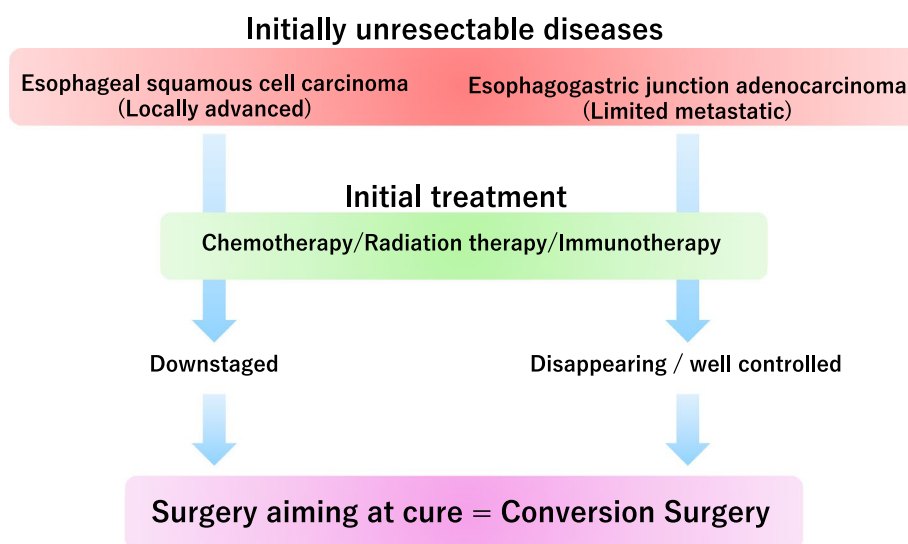 Initially unresectable diseases
Esophageal squamous cell carcinoma
(Locally advanced)
Esophagogastric junction adenocarcinoma
(Limited metastatic)
Initial treatment
Chemotherapy/Radiation therapy/Immunotherapy
Downstaged
Disappearing / well controlled
Surgery aiming at cure = Conversion Surgery